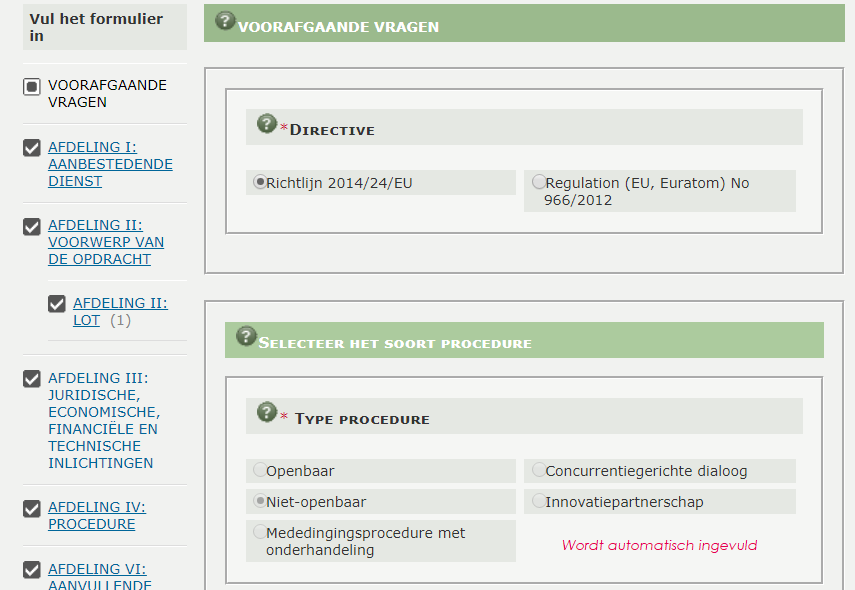 Vul het formulier
in
VOORAFGAANDE
VRAGEN
AFDELING I:
AANBESTEDENDE
DIENST
AFDELING II:
VOORWERP VAN
DE OPDRACHT
AFDELING II:
LOT (1)
AFDELING III:
JURIDISCHE,
ECONOMISCHE,
FINANCIËLE EN
TECHNISCHE
INLICHTINGEN
AFDELING IV:
PROCEDURE
AFDELING VI:
AANVULLENDE
? VOORAFGAANDE VRAGEN
? * DIRECTIVE
Richtlijn 2014/24/EU
Regulation (EU, Euratom) No
966/2012
? SELECTEER HET SOORT PROCEDURE
? * TYPE PROCEDURE
Openbaar
Concurrentiegerichte dialoog
Niet-openbaar
Innovatiepartnerschap
Mededingingsprocedure met
onderhandeling
Wordt automatisch ingevuld